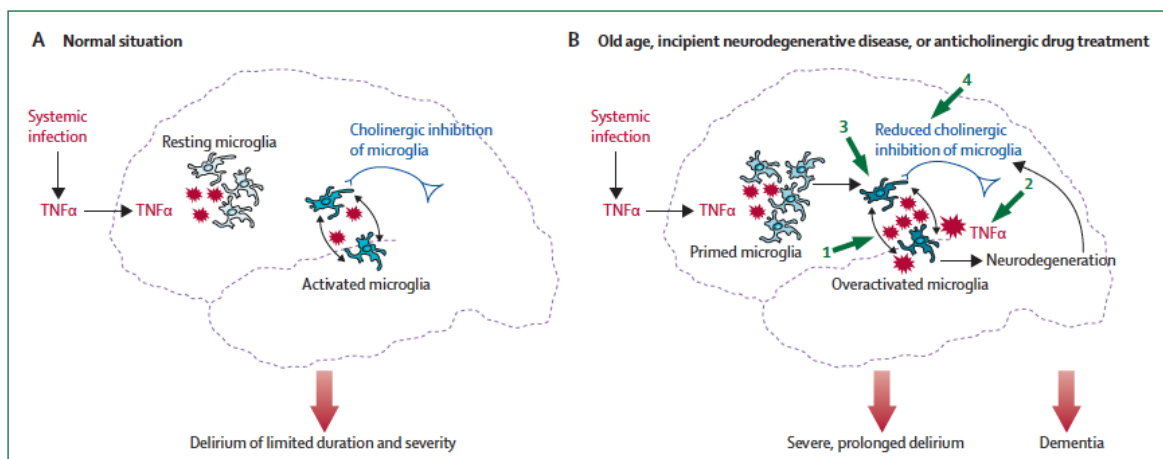 A Normal situation
Systemic
infection
TNFα
TNFα
Resting microglia
Cholinergic inhibition
of microglia
Activated microglia
Delirium of limited duration and severity
B Old age, incipient neurodegenerative disease, or anticholinergic drug treatment
Systemic
infection
TNFα
TNFα
Primed microglia
3
4
Reduced cholinergic
inhibition of microglia
2
TNFα
1
Neurodegeneration
Overactivated microglia
Severe, prolonged delirium
Dementia